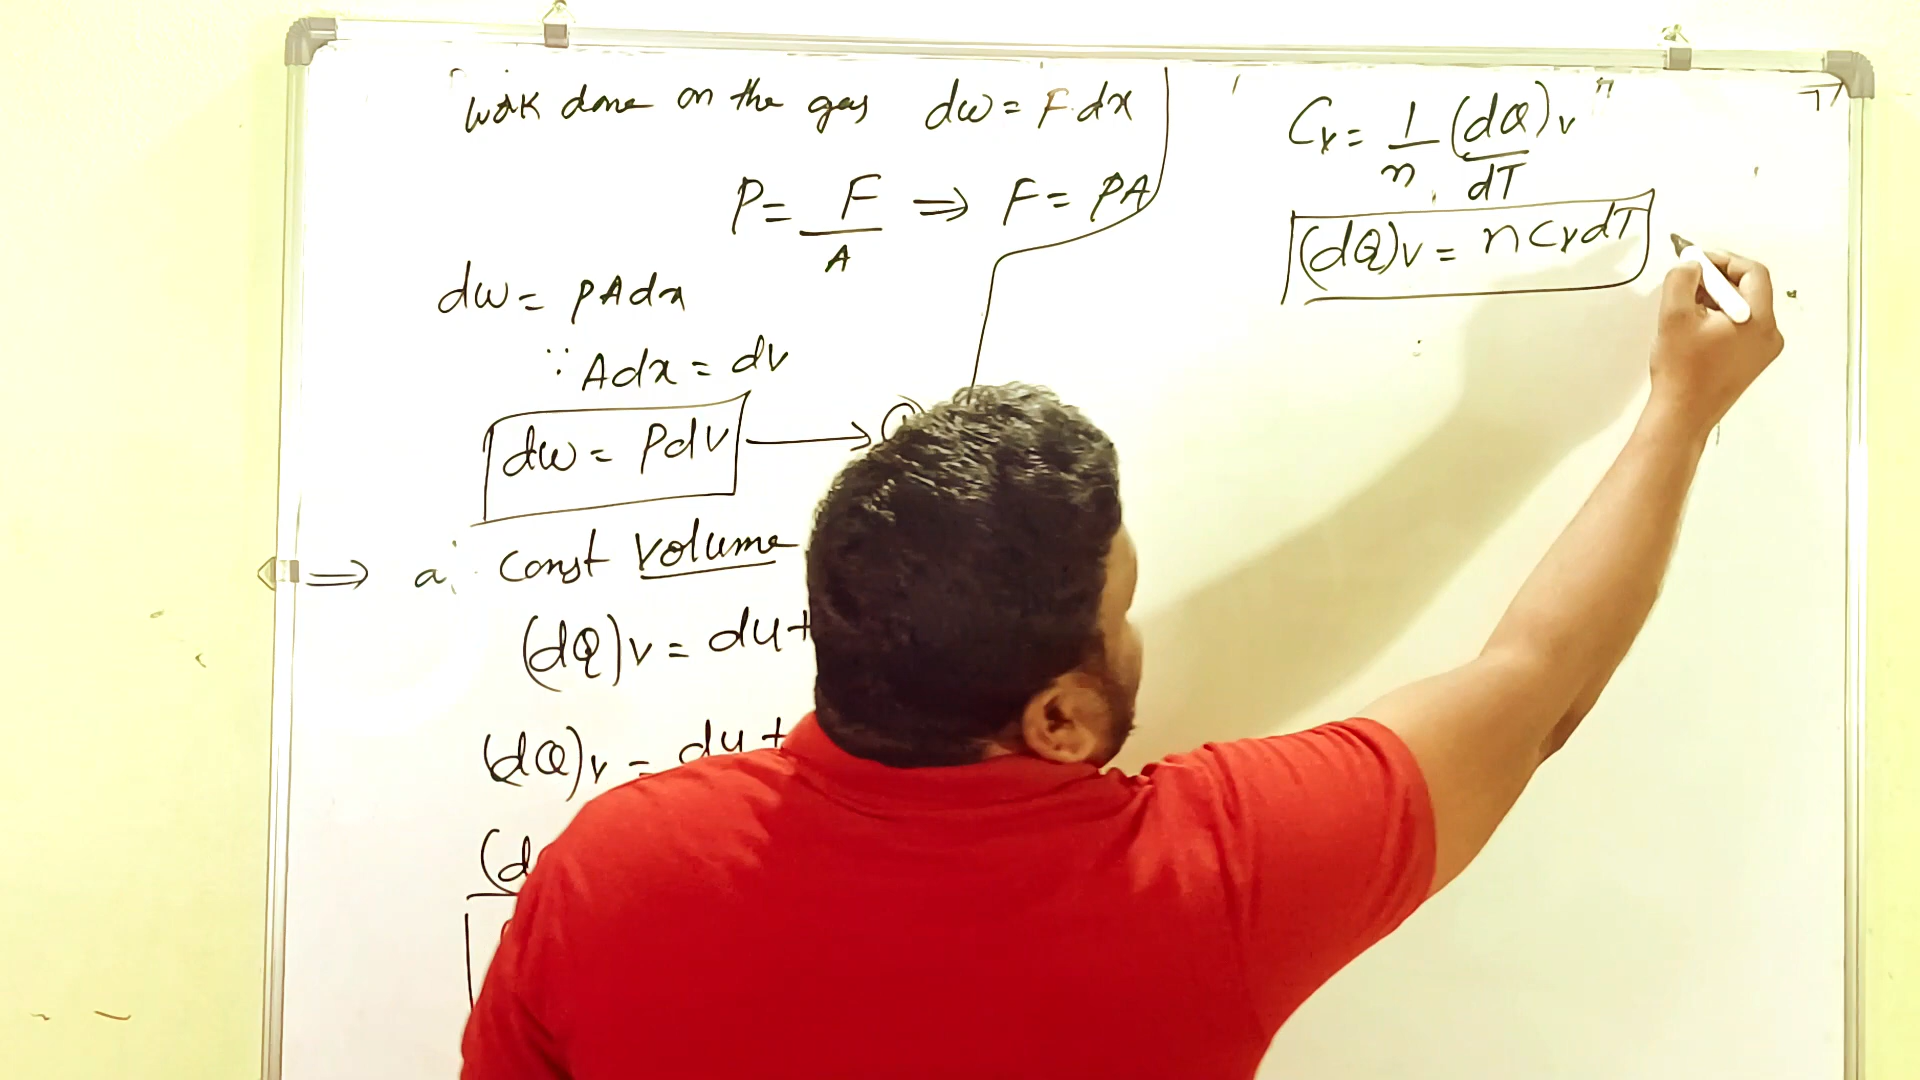 work done on the gas dw = F.dx
P = F/A ⇒ F = PA
dw = PAdx
∵ Adx = dv
dw = Pdv → ①
⇒ a. const volume
(dQ)v = du+
(dQ)v = du+
(d
Cv = 1/n (dQ/dT)v
(dQ)v = nCvdT